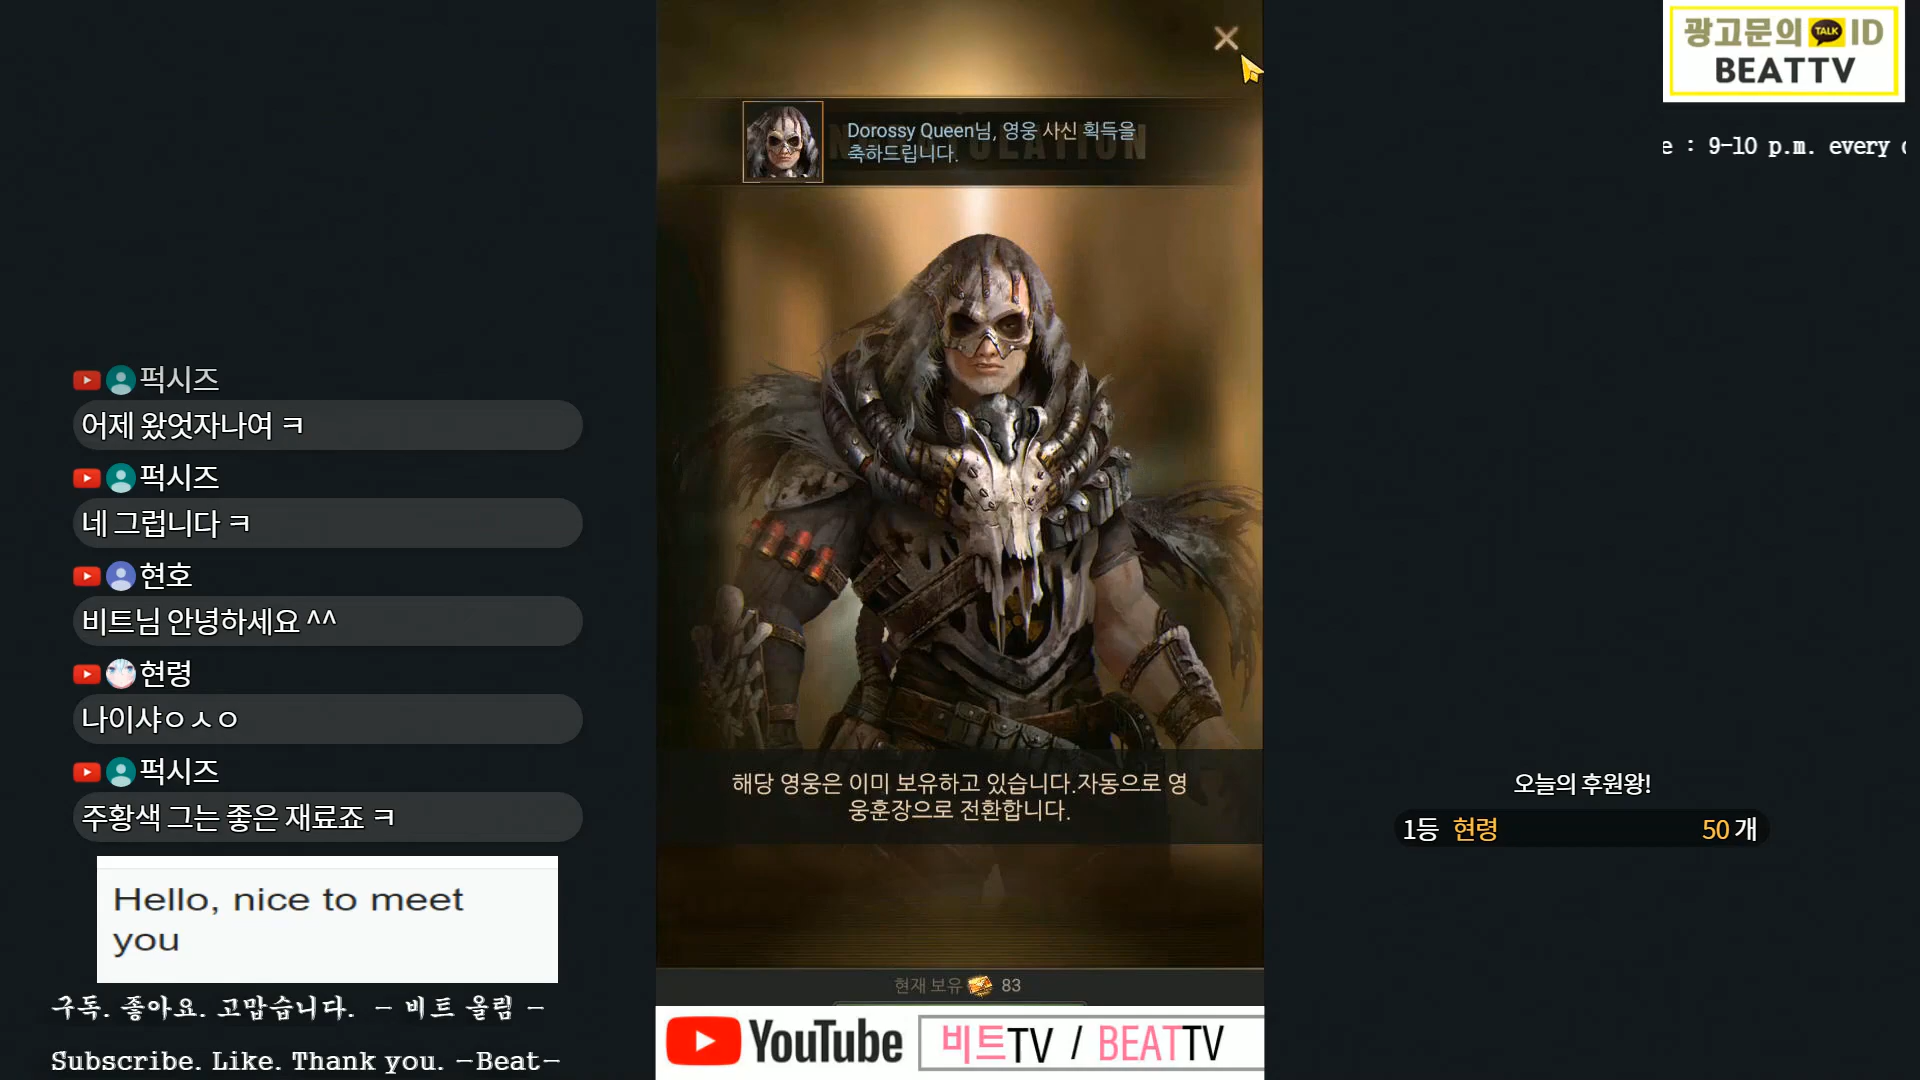 광고문의 TALK ID
BEATTV
e : 9-10 p.m. every
Dorossy Queen님, 영웅 사신 획득을
축하드립니다.
퍽시즈
어제 왔엇자나여 ㅋ
퍽시즈
네 그럽니다 ㅋ
현호
비트님 안녕하세요 ^^
현령
나이샤ㅇㅅㅇ
퍽시즈
주황색 그는 좋은 재료죠 ㅋ
Hello, nice to meet
you
구독. 좋아요. 고맙습니다. - 비트 올림 -
Subscribe. Like. Thank you. -Beat-
해당 영웅은 이미 보유하고 있습니다.자동으로 영
웅훈장으로 전환합니다.
현재 보유 83
YouTube 비트TV / BEATTV
오늘의 후원왕!
1등 현령 50개